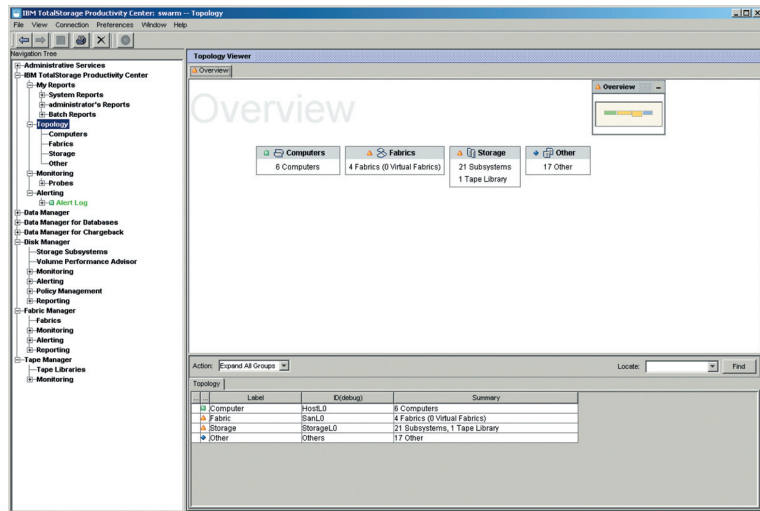 IBM TotalStorage Productivity Center: swarm -- Topology
File View Connection Preferences Window Help
Navigation Tree
Administrative Services
IBM TotalStorage Productivity Center
My Reports
System Reports
administrator's Reports
Batch Reports
Topology
Computers
Fabrics
Storage
Other
Monitoring
Probes
Alerting
Alert Log
Data Manager
Data Manager for Databases
Data Manager for Chargeback
Disk Manager
Storage Subsystems
Volume Performance Advisor
Monitoring
Alerting
Policy Management
Reporting
Fabric Manager
Fabrics
Monitoring
Alerting
Reporting
Tape Manager
Tape Libraries
Monitoring
Topology Viewer
Overview
Overview
Overview
Computers
6 Computers
Fabrics
4 Fabrics (0 Virtual Fabrics)
Storage
21 Subsystems
1 Tape Library
Other
17 Other
Action: Expand All Groups
Locate: Find
Topology
... ... Label ID(debug) Summary
Computer HostL0 6 Computers
Fabric SanL0 4 Fabrics (0 Virtual Fabrics)
Storage StorageL0 21 Subsystems, 1 Tape Library
Other Others 17 Other